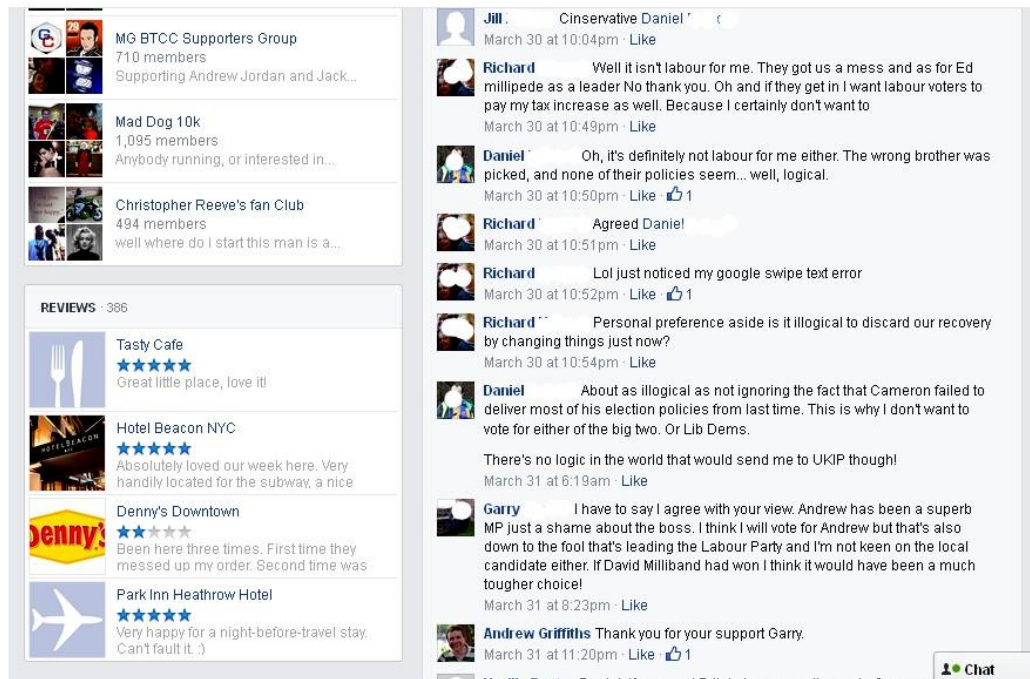 MG BTCC Supporters Group
710 members
Supporting Andrew Jordan and Jack...
Mad Dog 10k
1,095 members
Anybody running, or interested in...
Christopher Reeve's fan Club
494 members
well where do i start this man is a...
REVIEWS · 386
Tasty Cafe
Great little place, love it!
Hotel Beacon NYC
Absolutely loved our week here. Very
handily located for the subway, a nice
Denny's Downtown
Been here three times. First time they
messed up my order. Second time was
Park Inn Heathrow Hotel
Very happy for a night-before-travel stay.
Can't fault it. :)
HOTEL BEACON
Denny's
29
Jill Cinservative Daniel
March 30 at 10:04pm · Like
Richard Well it isn't labour for me. They got us a mess and as for Ed
millipede as a leader No thank you. Oh and if they get in I want labour voters to
pay my tax increase as well. Because I certainly don't want to
March 30 at 10:49pm · Like
Daniel Oh, it's definitely not labour for me either. The wrong brother was
picked, and none of their policies seem... well, logical.
March 30 at 10:50pm · Like · 1
Richard Agreed Daniel
March 30 at 10:51pm · Like
Richard Lol just noticed my google swipe text error
March 30 at 10:52pm · Like · 1
Richard Personal preference aside is it illogical to discard our recovery
by changing things just now?
March 30 at 10:54pm · Like
Daniel About as illogical as not ignoring the fact that Cameron failed to
deliver most of his election policies from last time. This is why I don't want to
vote for either of the big two. Or Lib Dems.
There's no logic in the world that would send me to UKIP though!
March 31 at 6:19am · Like
Garry I have to say I agree with your view. Andrew has been a superb
MP just a shame about the boss. I think I will vote for Andrew but that's also
down to the fool that's leading the Labour Party and I'm not keen on the local
candidate either. If David Milliband had won I think it would have been a much
tougher choice!
March 31 at 8:23pm · Like
Andrew Griffiths Thank you for your support Garry.
March 31 at 11:20pm · Like · 1
Chat